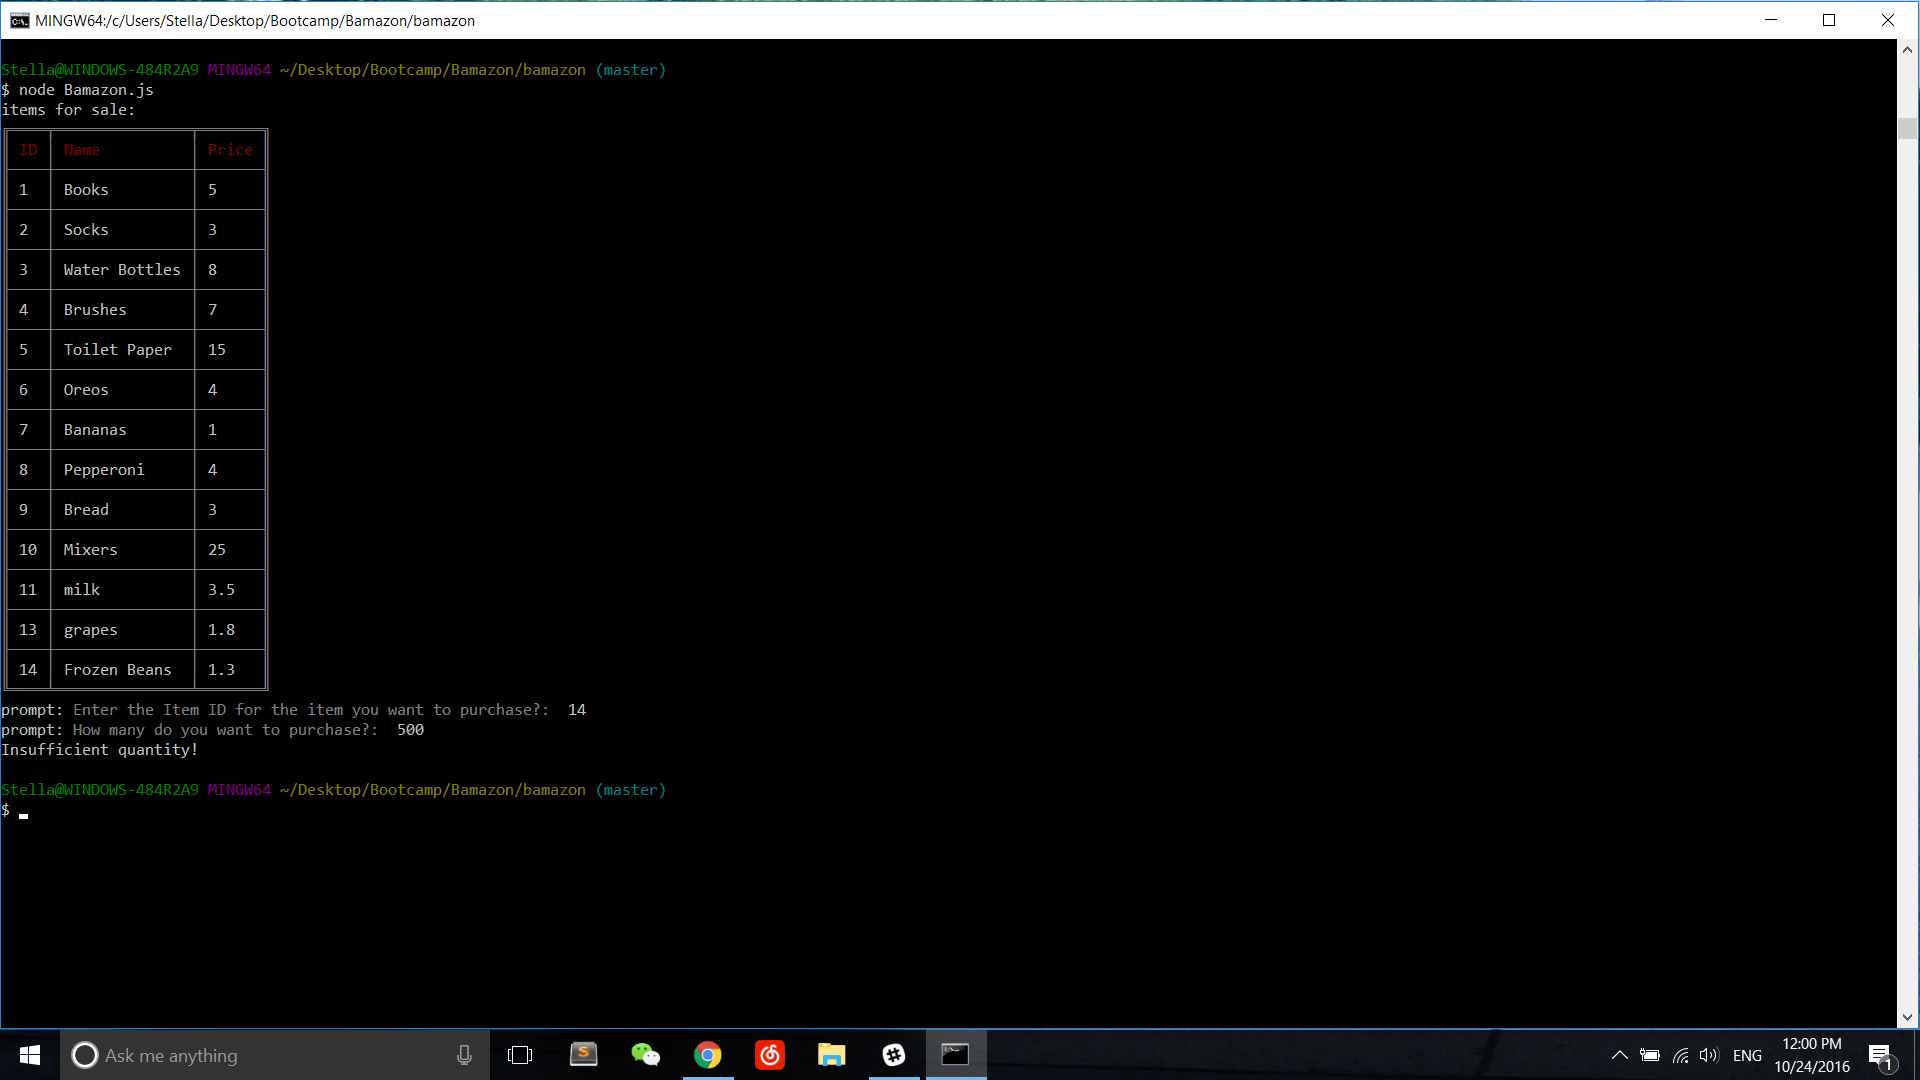 MINGW64:/c/Users/Stella/Desktop/Bootcamp/Bamazon/bamazon
Stella@WINDOWS-484R2A9 MINGW64 ~/Desktop/Bootcamp/Bamazon/bamazon (master)
$ node Bamazon.js
items for sale:
ID Name Price
1 Books 5
2 Socks 3
3 Water Bottles 8
4 Brushes 7
5 Toilet Paper 15
6 Oreos 4
7 Bananas 1
8 Pepperoni 4
9 Bread 3
10 Mixers 25
11 milk 3.5
13 grapes 1.8
14 Frozen Beans 1.3
prompt: Enter the Item ID for the item you want to purchase?:  14
prompt: How many do you want to purchase?:  500
Insufficient quantity!
Stella@WINDOWS-484R2A9 MINGW64 ~/Desktop/Bootcamp/Bamazon/bamazon (master)
$
Ask me anything
ENG
12:00 PM
10/24/2016
1